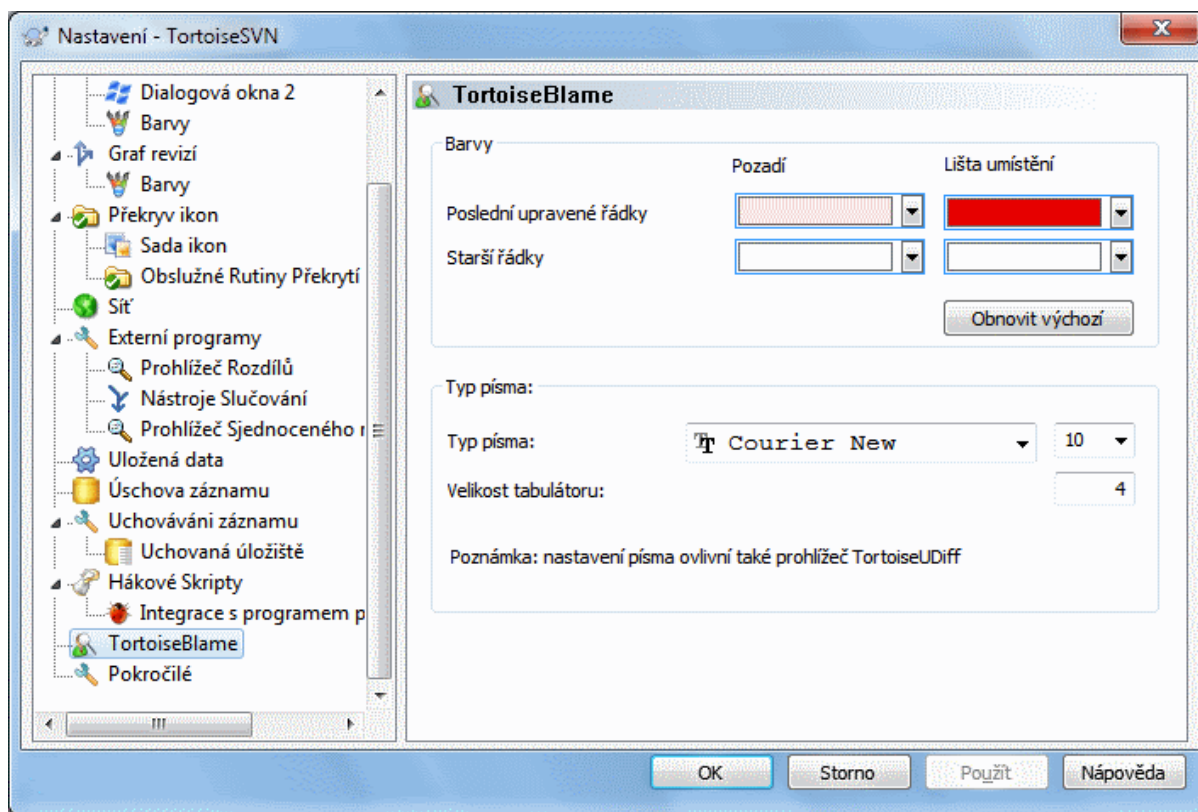 Nastavení - TortoiseSVN
Dialogová okna 2
Barvy
Graf revizí
Barvy
Překryv ikon
Sada ikon
Obslužné Rutiny Překrytí
Síť
Externí programy
Prohlížeč Rozdílů
Nástroje Slučování
Prohlížeč Sjednoceného r
Uložená data
Úschova záznamu
Uchováváni záznamu
Uchovaná úložiště
Hákové Skripty
Integrace s programem p
TortoiseBlame
Pokročilé
TortoiseBlame
Barvy
Pozadí Lišta umístění
Poslední upravené řádky
Starší řádky
Obnovit výchozí
Typ písma:
Typ písma: Courier New 10
Velikost tabulátoru: 4
Poznámka: nastavení písma ovlivní také prohlížeč TortoiseUDiff
OK Storno Použít Nápověda